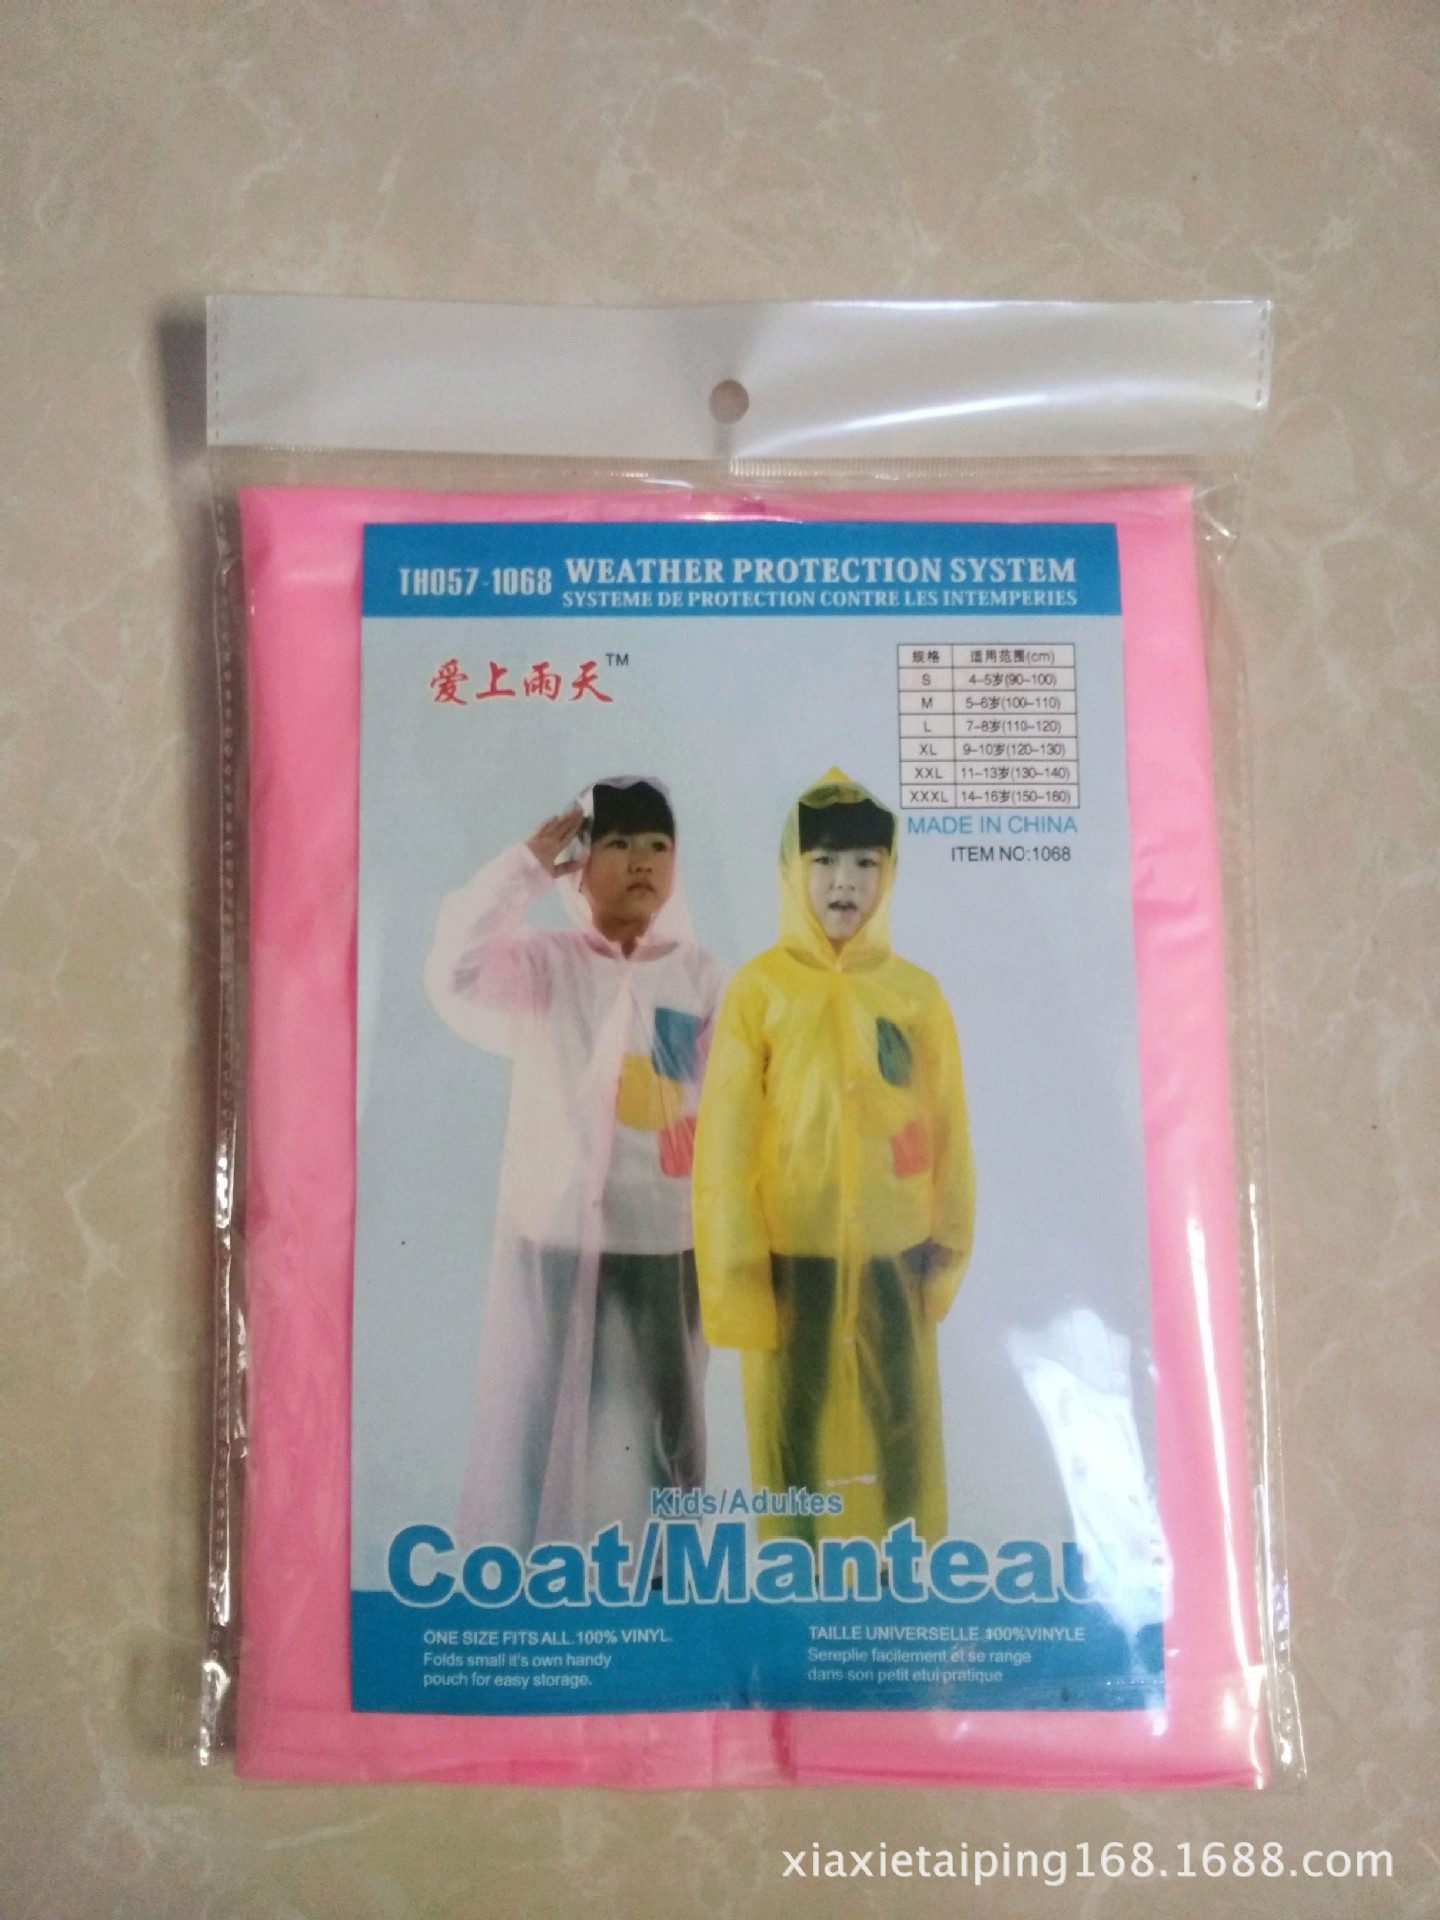 TH057-1068
WEATHER PROTECTION SYSTEM
SYSTEME DE PROTECTION CONTRE LES INTEMPERIES
爱上雨天™
规格 适用范围(cm)
S 4–5岁(90–100)
M 5–6岁(100–110)
L 7–8岁(110–120)
XL 9–10岁(120–130)
XXL 11–13岁(130–140)
XXXL 14–16岁(150–160)
MADE IN CHINA
ITEM NO:1068
Kids/Adultes
Coat/Manteau
ONE SIZE FITS ALL.100% VINYL.
Folds small it's own handy
pouch for easy storage.
TAILLE UNIVERSELLE 100%VINYLE
Sereplie facilement et se range
dans son petit etui pratique
xiaxietaiping168.1688.com